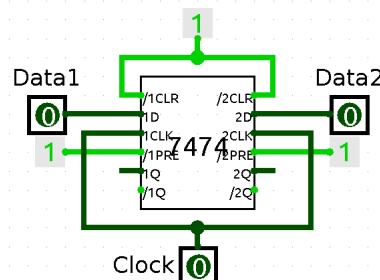 1
Data1
Data2
0
0
/1CLR
/2CLR
1D
2D
1CLK
2CLK
7474
1
/1PRE
/2PRE
1
1Q
2Q
/1Q
/2Q
Clock
0